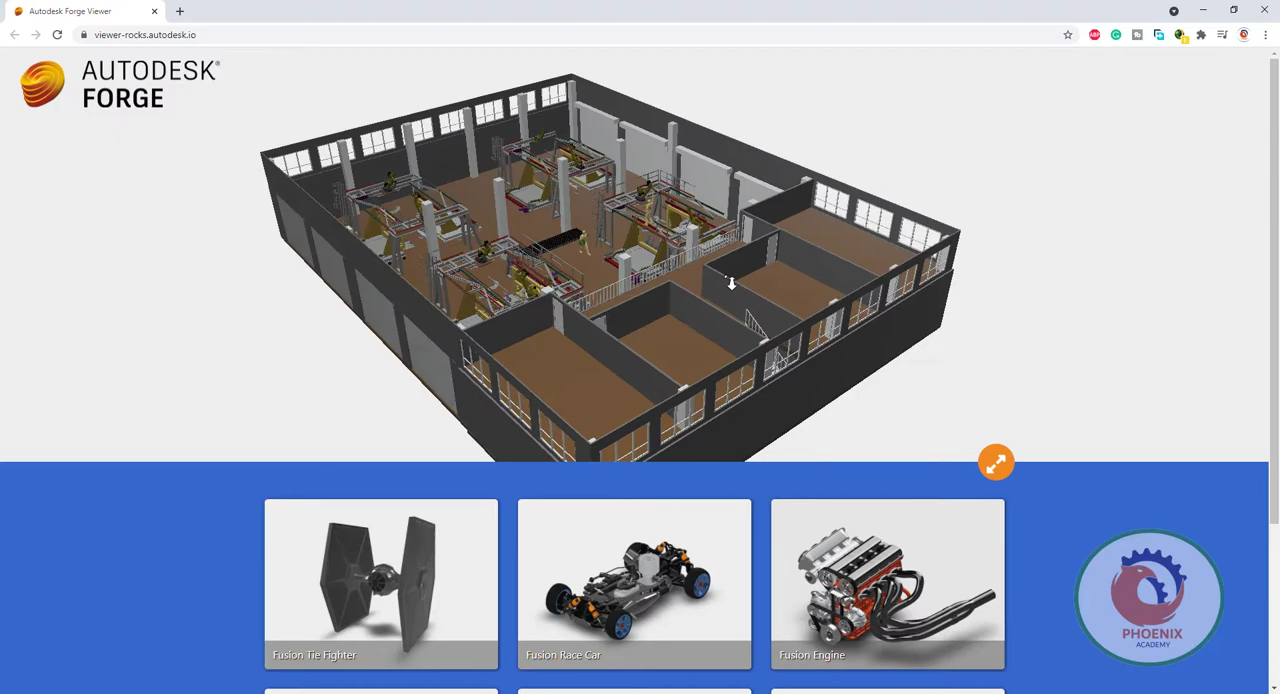 Autodesk Forge Viewer
viewer-rocks.autodesk.io
AUTODESK®
FORGE
Fusion Tie Fighter
Fusion Race Car
Fusion Engine
PHOENIX
ACADEMY